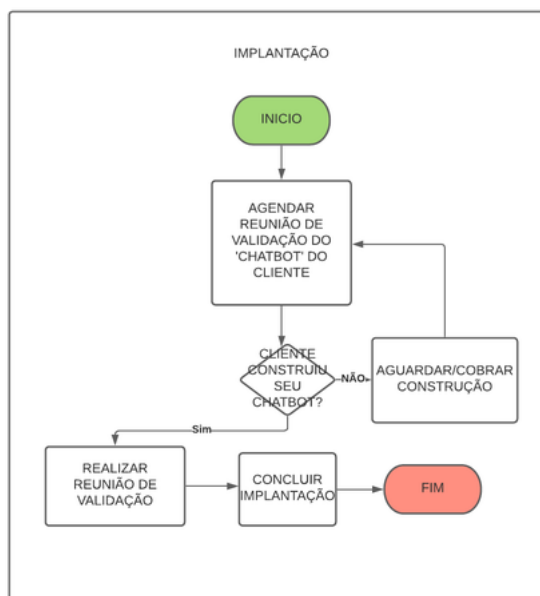 IMPLANTAÇÃO
INICIO
AGENDAR
REUNIÃO DE
VALIDAÇÃO DO
'CHATBOT' DO
CLIENTE
CLIENTE
CONSTRUIU
SEU
CHATBOT?
NÃO
AGUARDAR/COBRAR
CONSTRUÇÃO
Sim
REALIZAR
REUNIÃO DE
VALIDAÇÃO
CONCLUIR
IMPLANTAÇÃO
FIM